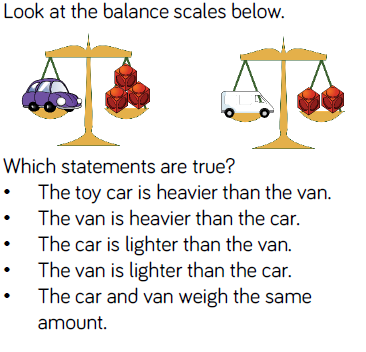 Look at the balance scales below.
Which statements are true?
• The toy car is heavier than the van.
• The van is heavier than the car.
• The car is lighter than the van.
• The van is lighter than the car.
• The car and van weigh the same
amount.